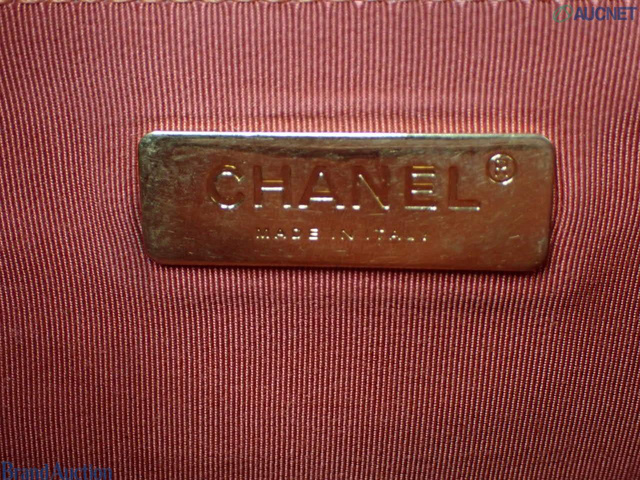 AUCNET
CHANEL®
MADE IN ITALY
Brand Auction